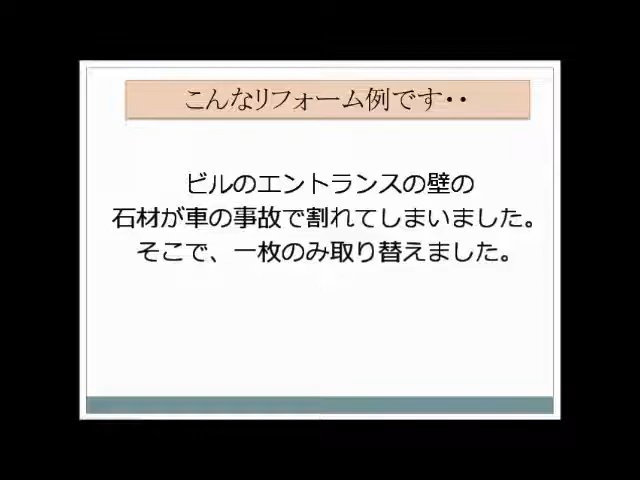 こんなリフォーム例です・・
ビルのエントランスの壁の
石材が車の事故で割れてしまいました。
そこで、一枚のみ取り替えました。